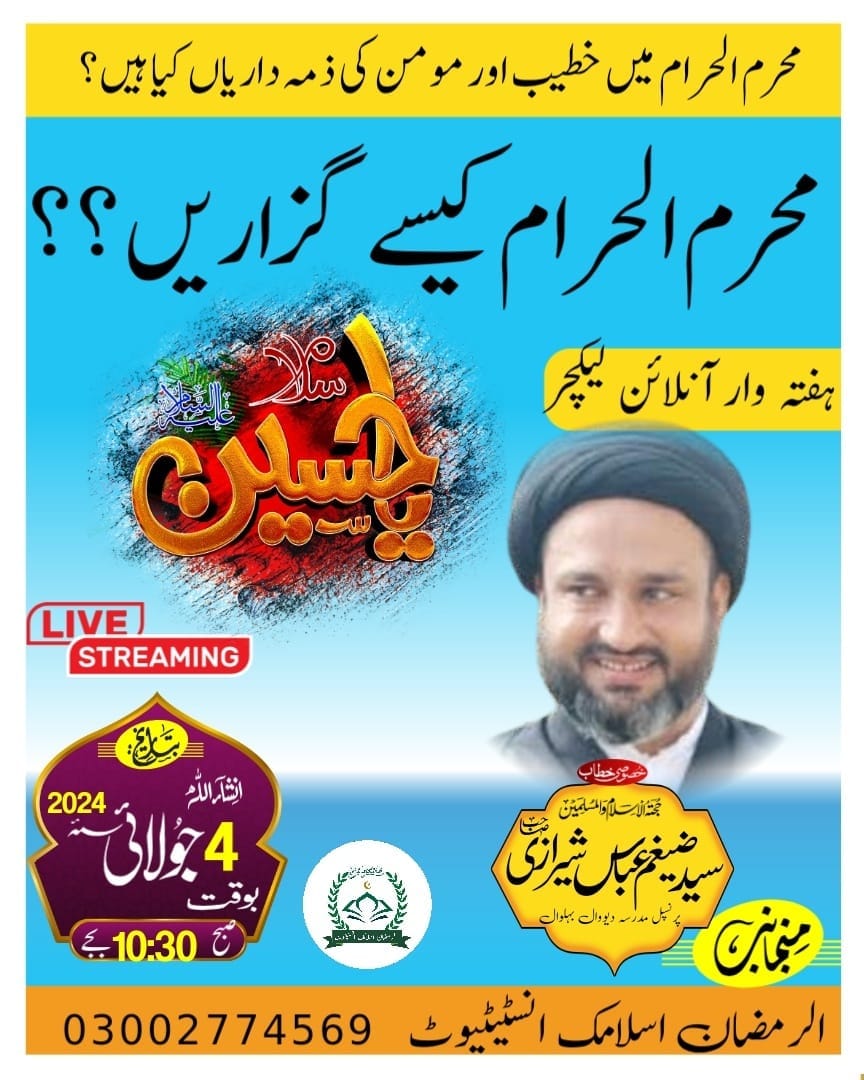 محرم الحرام میں خطیب اور مومن کی ذمہ داریاں کیا ہیں؟
محرم الحرام کیسے گزاریں؟؟
سلام
یا حسین
علیہ السلام
ہفتہ وار آنلائن لیکچر
LIVE
STREAMING
بتاریخ:
انشاءاللہ
4 جولائی 2024
بوقت
صبح 10:30 بجے
خصوصی خطاب
حجۃ الاسلام والمسلمین
سید ضیغم عباس شیرازی صاحب
پرنسپل مدرسہ دیووال بہلوال
منجانب
الرمضان اسلامک انسٹیٹیوٹ 03002774569